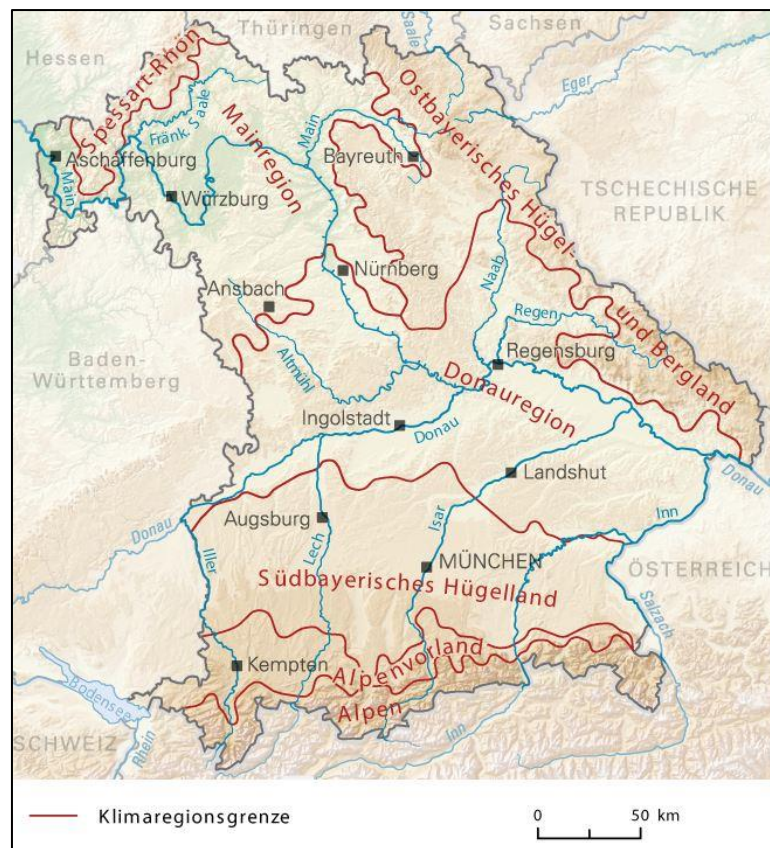 Thüringen
Sachsen
Hessen
Saale
Eger
Spessart-Rhön
Fränk. Saale
Mainregion
Main
Ostbayerisches Hügel-
und Bergland
Aschaffenburg
Main
Bayreuth
Würzburg
TSCHECHISCHE
REPUBLIK
Nürnberg
Naab
Ansbach
Regen
Baden-
Württemberg
Altmühl
Regensburg
Donauregion
Ingolstadt
Donau
Landshut
Donau
Donau
Augsburg
Isar
Inn
Iller
Lech
MÜNCHEN
Südbayerisches Hügelland
ÖSTERREICH
Salzach
Kempten
Alpenvorland
Alpen
Bodensee
Inn
SCHWEIZ
Rhein
Klimaregionsgrenze
0 50 km